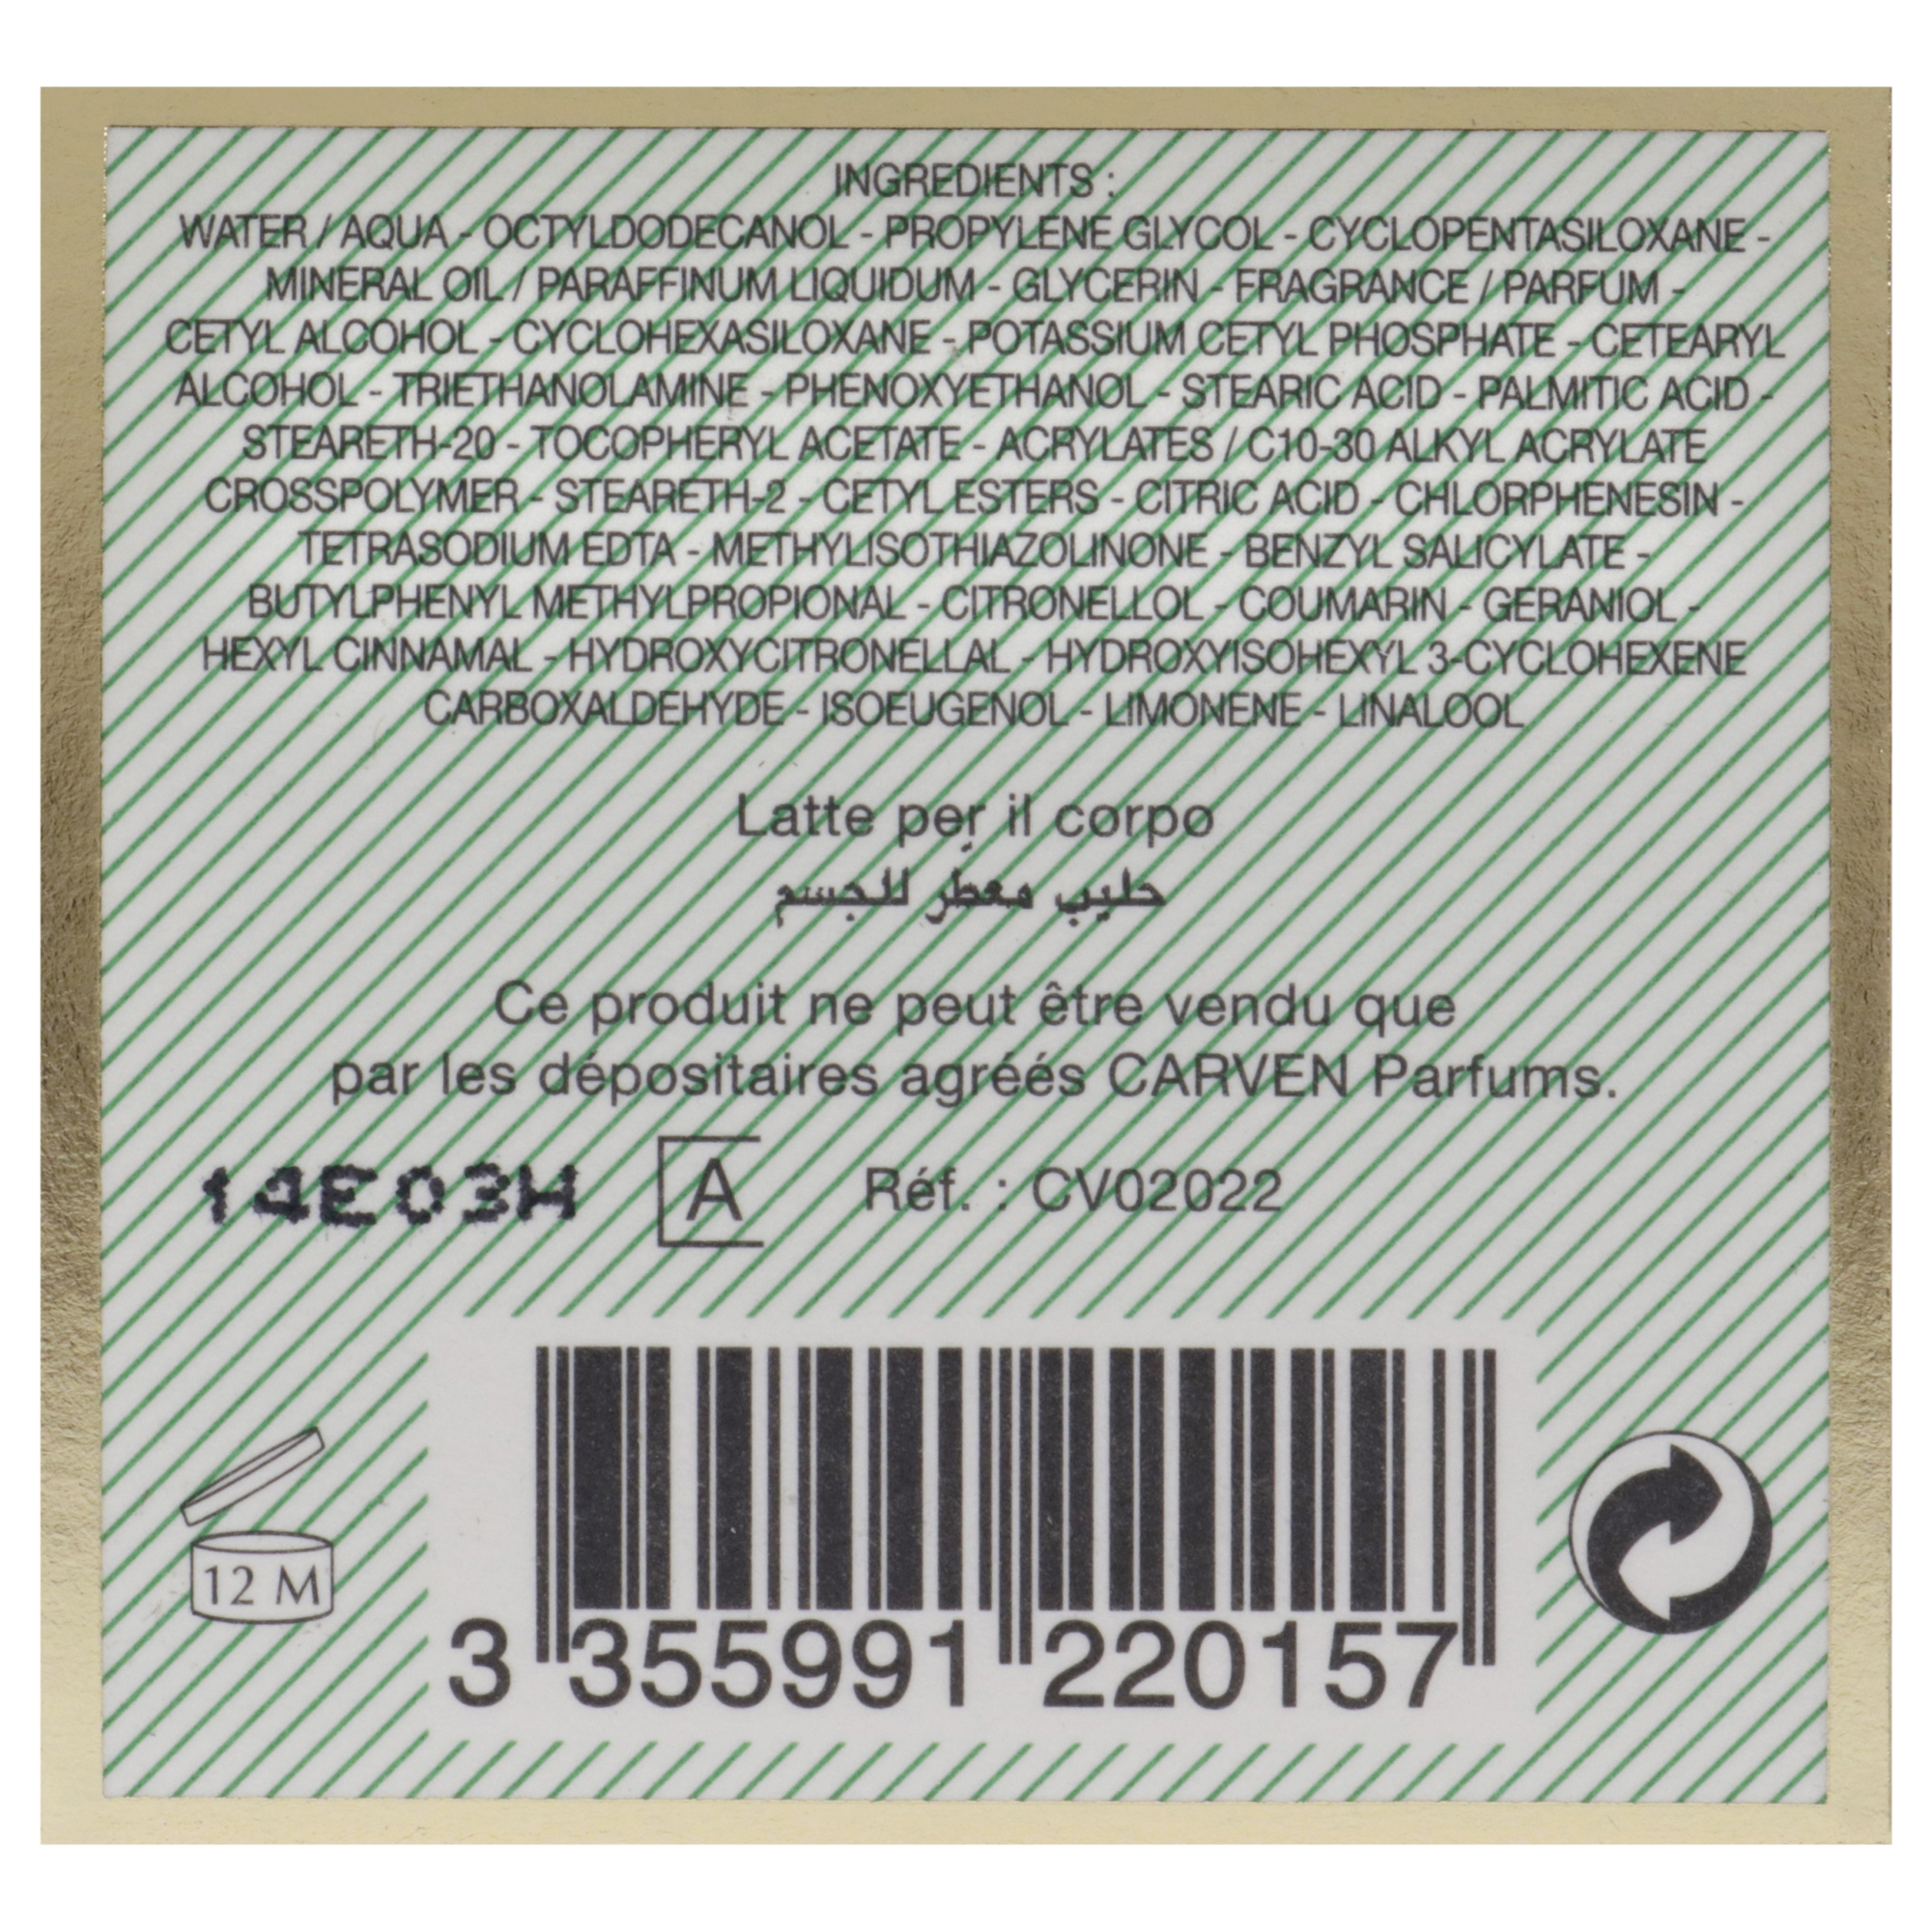 INGREDIENTS :
WATER / AQUA - OCTYLDODECANOL - PROPYLENE GLYCOL - CYCLOPENTASILOXANE -
MINERAL OIL / PARAFFINUM LIQUIDUM - GLYCERIN - FRAGRANCE / PARFUM -
CETYL ALCOHOL - CYCLOHEXASILOXANE - POTASSIUM CETYL PHOSPHATE - CETEARYL
ALCOHOL - TRIETHANOLAMINE - PHENOXYETHANOL - STEARIC ACID - PALMITIC ACID -
STEARETH-20 - TOCOPHERYL ACETATE - ACRYLATES / C10-30 ALKYL ACRYLATE
CROSSPOLYMER - STEARETH-2 - CETYL ESTERS - CITRIC ACID - CHLORPHENESIN -
TETRASODIUM EDTA - METHYLISOTHIAZOLINONE - BENZYL SALICYLATE -
BUTYLPHENYL METHYLPROPIONAL - CITRONELLOL - COUMARIN - GERANIOL -
HEXYL CINNAMAL - HYDROXYCITRONELLAL - HYDROXYISOHEXYL 3-CYCLOHEXENE
CARBOXALDEHYDE - ISOEUGENOL - LIMONENE - LINALOOL
Latte per il corpo
حليب معطر للجسم
Ce produit ne peut être vendu que
par les dépositaires agréés CARVEN Parfums.
14E03H A Réf. : CV02022
12 M
3 355991 220157